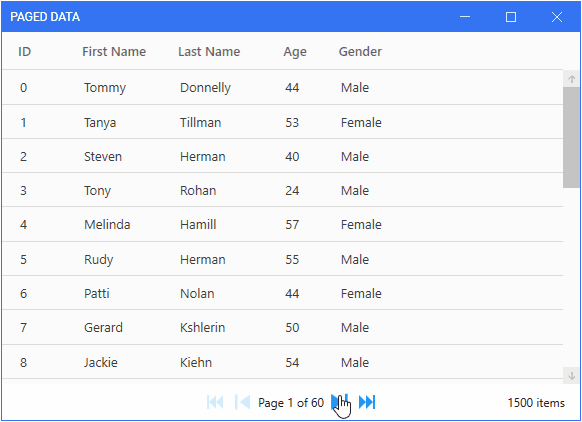 PAGED DATA
ID First Name Last Name Age Gender
0 Tommy Donnelly 44 Male
1 Tanya Tillman 53 Female
2 Steven Herman 40 Male
3 Tony Rohan 24 Male
4 Melinda Hamill 57 Female
5 Rudy Herman 55 Male
6 Patti Nolan 44 Female
7 Gerard Kshlerin 50 Male
8 Jackie Kiehn 54 Male
Page 1 of 60 1500 items